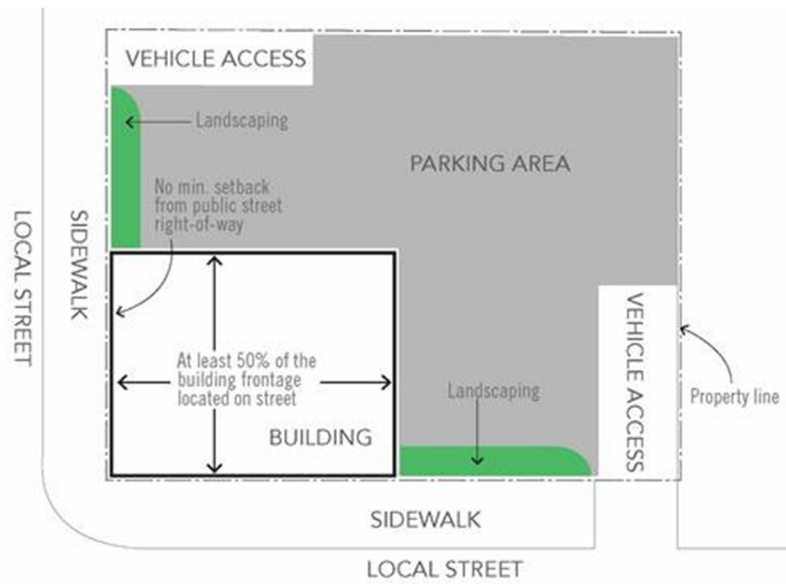 VEHICLE ACCESS
Landscaping
PARKING AREA
No min. setback
from public street
right-of-way
LOCAL STREET
SIDEWALK
VEHICLE ACCESS
At least 50% of the
building frontage
located on street
Landscaping
Property line
BUILDING
SIDEWALK
LOCAL STREET